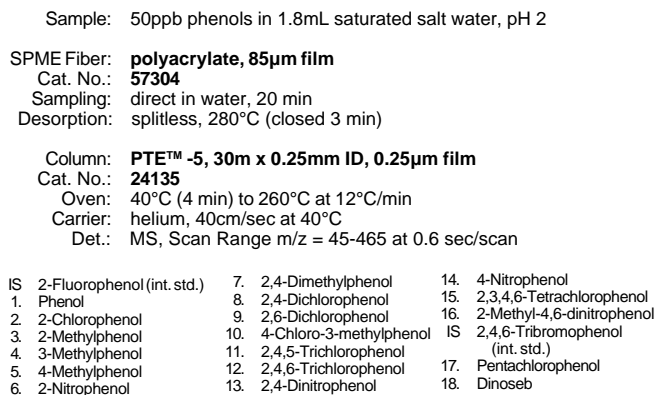 Sample: 50ppb phenols in 1.8mL saturated salt water, pH 2
SPME Fiber: polyacrylate, 85µm film
Cat. No.: 57304
Sampling: direct in water, 20 min
Desorption: splitless, 280°C (closed 3 min)
Column: PTE™ -5, 30m x 0.25mm ID, 0.25µm film
Cat. No.: 24135
Oven: 40°C (4 min) to 260°C at 12°C/min
Carrier: helium, 40cm/sec at 40°C
Det.: MS, Scan Range m/z = 45-465 at 0.6 sec/scan
IS 2-Fluorophenol (int. std.)
1. Phenol
2. 2-Chlorophenol
3. 2-Methylphenol
4. 3-Methylphenol
5. 4-Methylphenol
6. 2-Nitrophenol
7. 2,4-Dimethylphenol
8. 2,4-Dichlorophenol
9. 2,6-Dichlorophenol
10. 4-Chloro-3-methylphenol
11. 2,4,5-Trichlorophenol
12. 2,4,6-Trichlorophenol
13. 2,4-Dinitrophenol
14. 4-Nitrophenol
15. 2,3,4,6-Tetrachlorophenol
16. 2-Methyl-4,6-dinitrophenol
IS 2,4,6-Tribromophenol
(int. std.)
17. Pentachlorophenol
18. Dinoseb